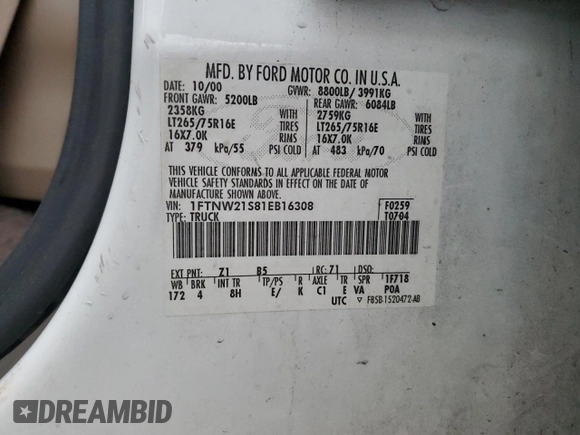 MFD. BY FORD MOTOR CO. IN U.S.A.
DATE: 10/00 GVWR: 8800LB/ 3991KG
FRONT GAWR: 5200LB REAR GAWR: 6084LB
2358KG WITH 2759KG WITH
LT265/75R16E TIRES LT265/75R16E TIRES
16X7.0K RIMS 16X7.0K RIMS
AT 379 kPa/55 PSI COLD AT 483 kPa/70 PSI COLD
THIS VEHICLE CONFORMS TO ALL APPLICABLE FEDERAL MOTOR
VEHICLE SAFETY STANDARDS IN EFFECT ON THE DATE OF
MANUFACTURE SHOWN ABOVE.
VIN: 1FTNW21S81EB16308 F0259
TYPE: TRUCK T0704
EXT PNT: Z1 B5 RC: 71 DSO:
WB BRK INT TR TP/PS R AXLE TR SPR 1F718
172 4 8H E/ K C1 E VA P0A
UTC ▽ F8SB-1520472-AB
DREAMBID